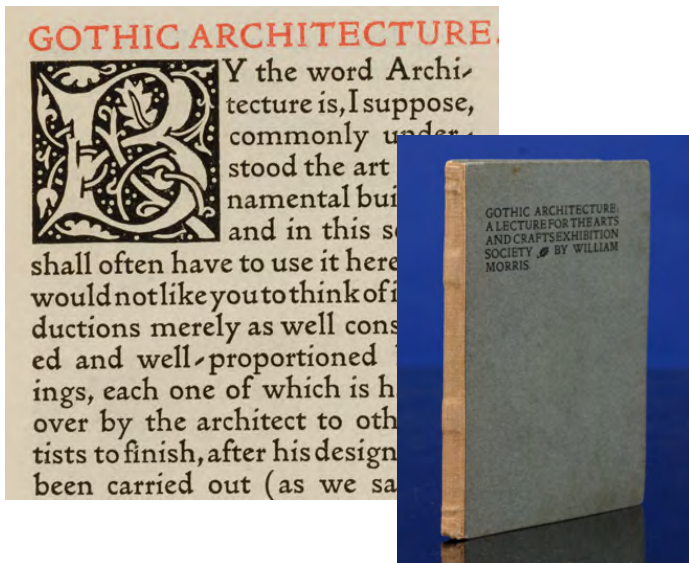 GOTHIC ARCHITECTURE.
BY the word Archi-
tecture is, I suppose,
commonly under-
stood the art
namental bui
and in this s
shall often have to use it here
would not like you to think of i
ductions merely as well cons
ed and well-proportioned
ings, each one of which is h
over by the architect to oth
tists to finish, after his design
been carried out (as we sa
GOTHIC ARCHITECTURE:
A LECTURE FOR THE ARTS
AND CRAFTS EXHIBITION
SOCIETY BY WILLIAM
MORRIS